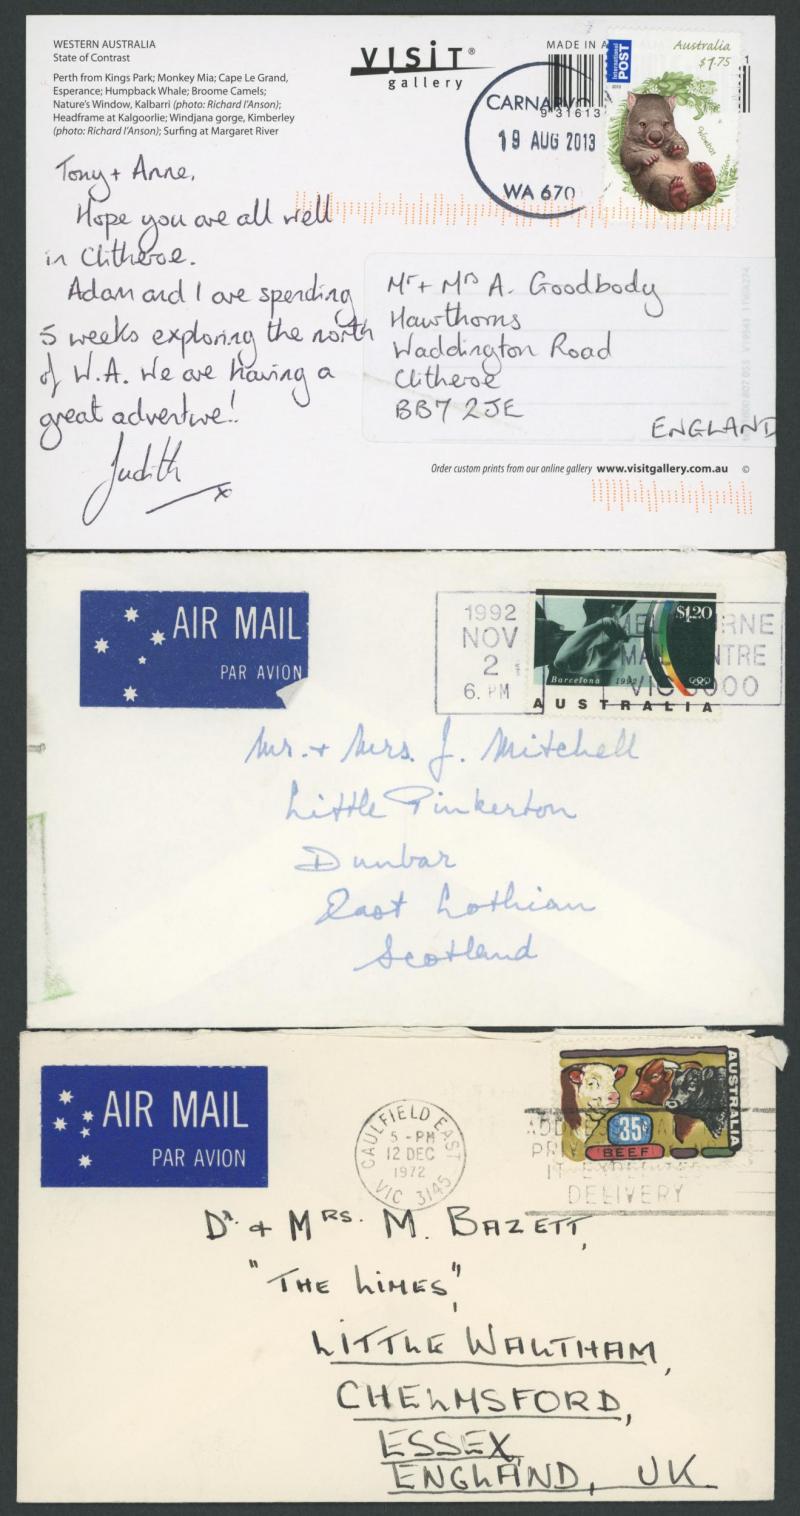 WESTERN AUSTRALIA
State of Contrast
Perth from Kings Park; Monkey Mia; Cape Le Grand,
Esperance; Humpback Whale; Broome Camels;
Nature's Window, Kalbarri (photo: Richard I'Anson);
Headframe at Kalgoorlie; Windjana gorge, Kimberley
(photo: Richard I'Anson); Surfing at Margaret River
VISIT®
gallery
MADE IN
9 31613
1
International POST
2013
Australia
$1.75
Wombat
CARNARVON
19 AUG 2013
WA 670
Tony + Anne,
Hope you are all well
in Clitheroe.
Adam and I are spending
5 weeks exploring the north
of W.A. We are having a
great adventure!!
Judith
x
Mr + Mrs A. Goodbody
Hawthorns
Waddington Road
Clitheroe
BB7 2JE
ENGLAND
Order custom prints from our online gallery www.visitgallery.com.au ©
AIR MAIL
PAR AVION
1992
NOV
2
6. PM
MELBOURNE
MAIL CENTRE
VIC 3000
$1.20
Barcelona 1992
AUSTRALIA
Mr. + Mrs. J. Mitchell
Little Pinkerton
Dunbar
East Lothian
Scotland
AIR MAIL
PAR AVION
CAULFIELD EAST
5 - PM
12 DEC
1972
VIC 3145
AUSTRALIA
35c
BEEF
IT EXPEDITES
DELIVERY
Dr. & Mrs. M. BAZETT,
"THE LIMES",
LITTLE WALTHAM,
CHELMSFORD,
ESSEX
ENGLAND, UK.